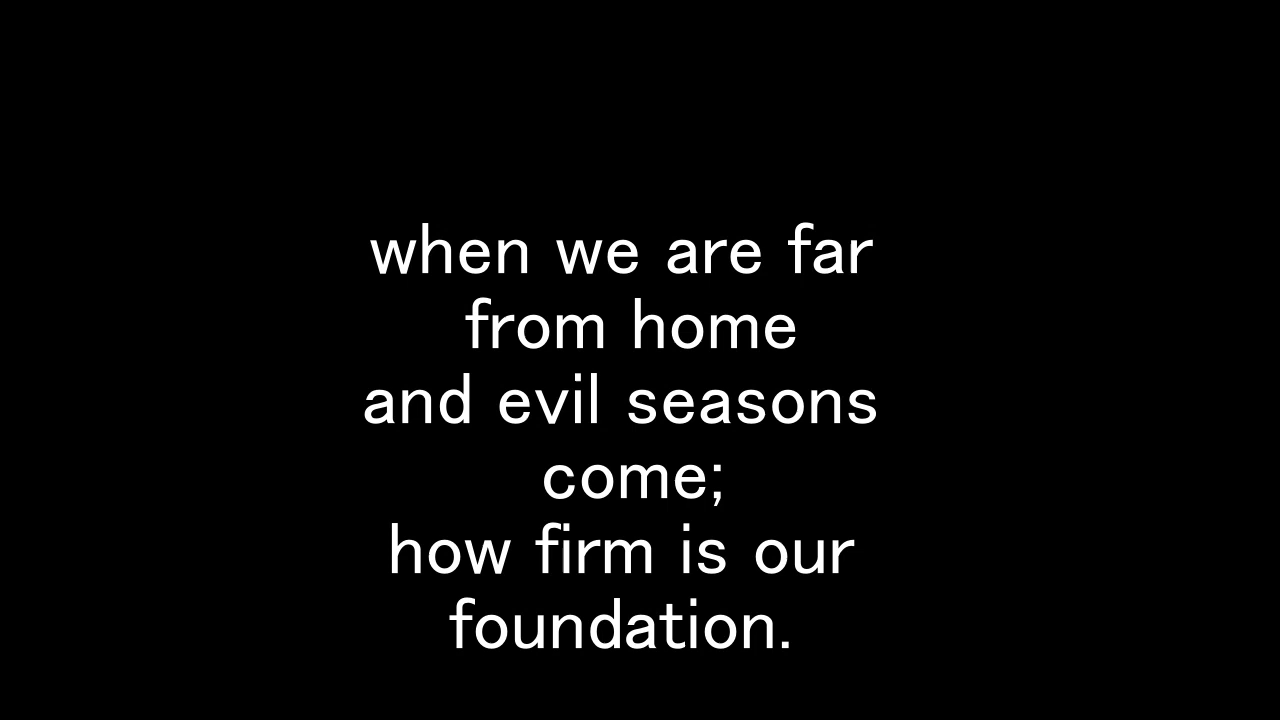 when we are far
from home
and evil seasons
come;
how firm is our
foundation.